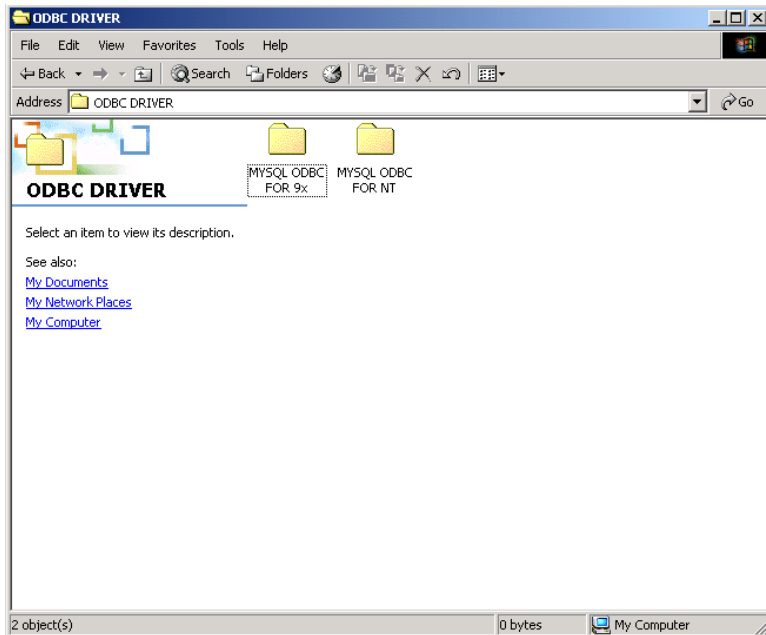 ODBC DRIVER
File Edit View Favorites Tools Help
Back Search Folders
Address ODBC DRIVER Go
MYSQL ODBC FOR 9x
MYSQL ODBC FOR NT
ODBC DRIVER
Select an item to view its description.
See also:
My Documents
My Network Places
My Computer
2 object(s) 0 bytes My Computer